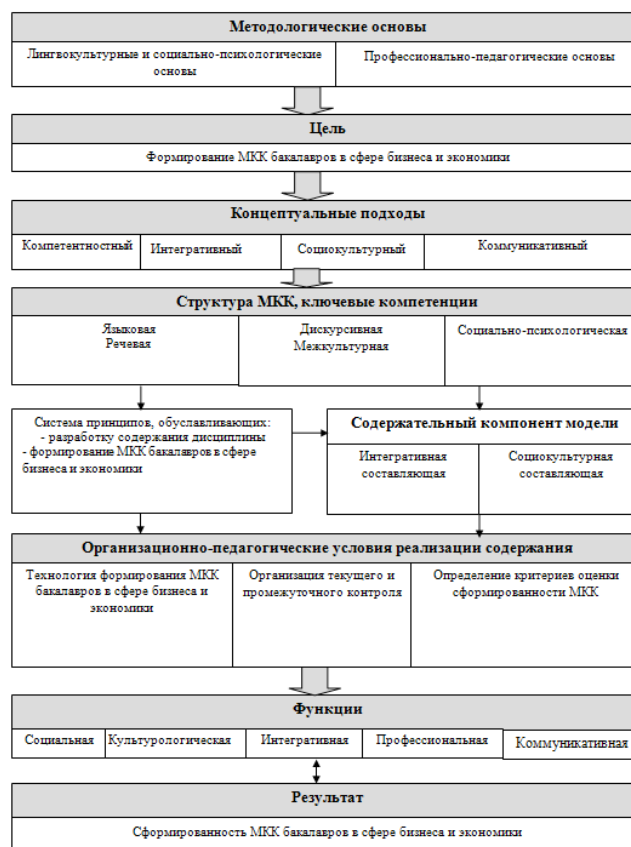 Методологические основы
Лингвокультурные и социально-психологические
основы
Профессионально-педагогические основы
Цель
Формирование МКК бакалавров в сфере бизнеса и экономики
Концептуальные подходы
Компетентностный
Интегративный
Социокультурный
Коммуникативный
Структура МКК, ключевые компетенции
Языковая
Речевая
Дискурсивная
Межкультурная
Социально-психологическая
Система принципов, обуславливающих:
- разработку содержания дисциплины
- формирование МКК бакалавров в сфере
бизнеса и экономики
Содержательный компонент модели
Интегративная
составляющая
Социокультурная
составляющая
Организационно-педагогические условия реализации содержания
Технология формирования МКК
бакалавров в сфере бизнеса и
экономики
Организация текущего и
промежуточного контроля
Определение критериев оценки
сформированности МКК
Функции
Социальная
Культурологическая
Интегративная
Профессиональная
Коммуникативная
Результат
Сформированность МКК бакалавров в сфере бизнеса и экономики